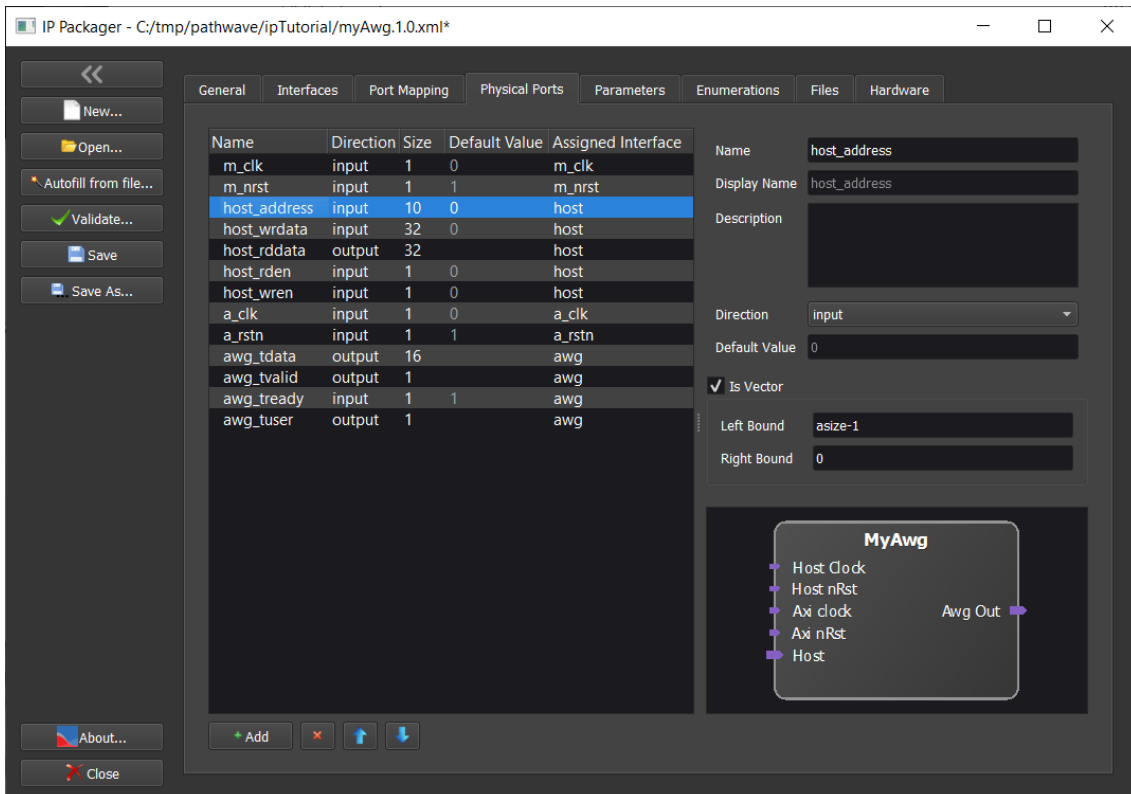 IP Packager - C:/tmp/pathwave/ipTutorial/myAwg.1.0.xml*
New...
Open...
Autofill from file...
Validate...
Save
Save As...
About...
Close
General Interfaces Port Mapping Physical Ports Parameters Enumerations Files Hardware
Name Direction Size Default Value Assigned Interface
m_clk input 1 0 m_clk
m_nrst input 1 1 m_nrst
host_address input 10 0 host
host_wrdata input 32 0 host
host_rddata output 32 host
host_rden input 1 0 host
host_wren input 1 0 host
a_clk input 1 0 a_clk
a_rstn input 1 1 a_rstn
awg_tdata output 16 awg
awg_tvalid output 1 awg
awg_tready input 1 1 awg
awg_tuser output 1 awg
+ Add
Name host_address
Display Name host_address
Description
Direction input
Default Value 0
Is Vector
Left Bound asize-1
Right Bound 0
MyAwg
Host Clock
Host nRst
Axi clock Awg Out
Axi nRst
Host